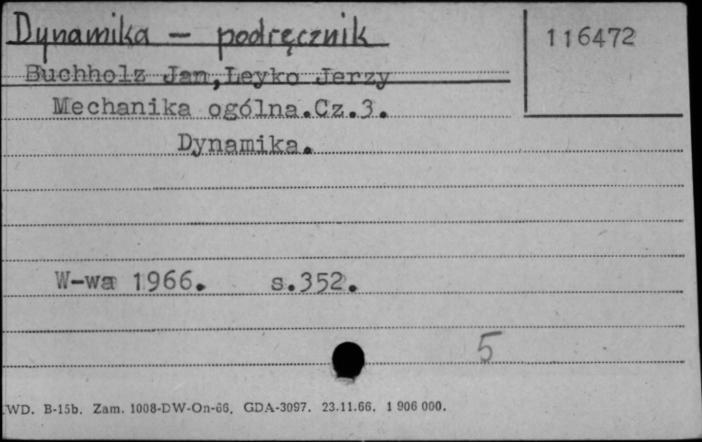 Dynamika — podręcznik
116472
Buchholz Jan,Leyko Jerzy
Mechanika ogólna.Cz.3.
Dynamika.
W-wa 1966. s.352.
5
WD. B-15b. Zam. 1008-DW-On-66. GDA-3097. 23.11.66. 1 906 000.